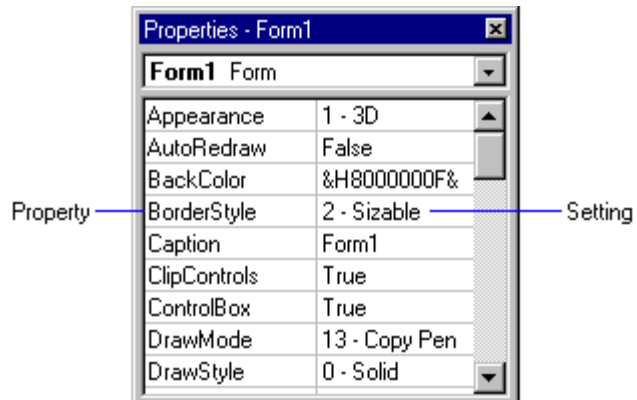 Properties - Form1
Form1 Form
Appearance 1 - 3D
AutoRedraw False
BackColor &H8000000F&
Property BorderStyle 2 - Sizable Setting
Caption Form1
ClipControls True
ControlBox True
DrawMode 13 - Copy Pen
DrawStyle 0 - Solid